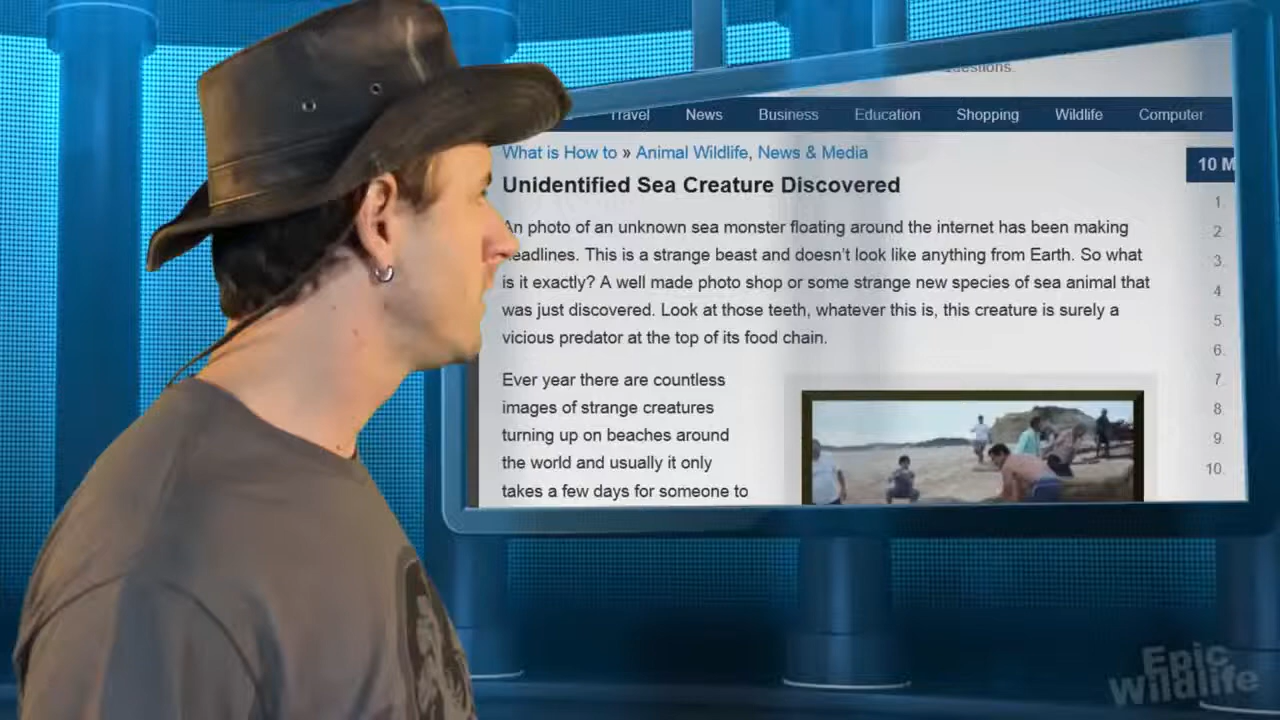 Travel News Business Education Shopping Wildlife Computer
What is How to » Animal Wildlife, News & Media
10 M
Unidentified Sea Creature Discovered
An photo of an unknown sea monster floating around the internet has been making
headlines. This is a strange beast and doesn't look like anything from Earth. So what
is it exactly? A well made photo shop or some strange new species of sea animal that
was just discovered. Look at those teeth, whatever this is, this creature is surely a
vicious predator at the top of its food chain.
Ever year there are countless
images of strange creatures
turning up on beaches around
the world and usually it only
takes a few days for someone to
1.
2.
3.
4
5
6.
7.
8
9.
10.
Epic
Wildlife